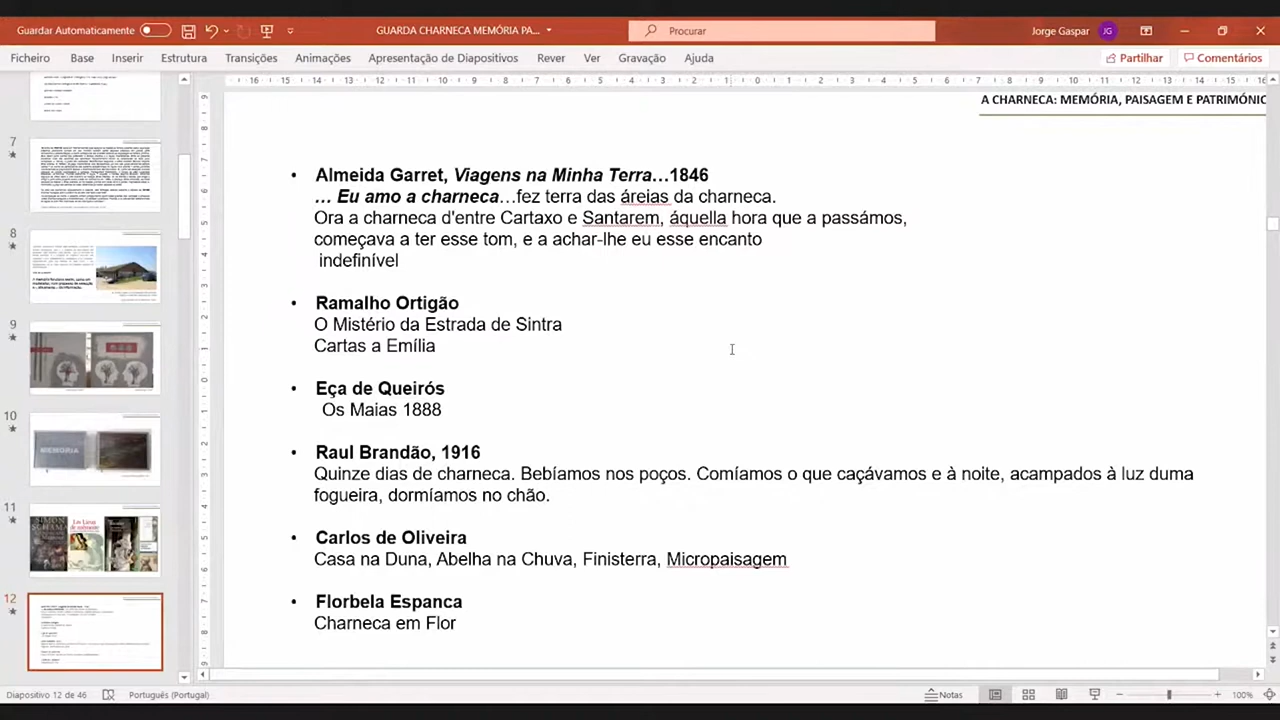 Guardar Automaticamente
GUARDA CHARNECA MEMÓRIA PA...
Procurar
Jorge Gaspar
JG
Ficheiro Base Inserir Estrutura Transições Animações Apresentação de Diapositivos Rever Ver Gravação Ajuda
Partilhar
Comentários
A CHARNECA: MEMÓRIA, PAISAGEM E PATRIMÓNIC
• Almeida Garret, Viagens na Minha Terra…1846
… Eu amo a charneca…fez terra das áreias da charneca.
Ora a charneca d'entre Cartaxo e Santarem, áquella hora que a passámos,
começava a ter esse tom, e a achar-lhe eu esse encanto
indefinível
• Ramalho Ortigão
O Mistério da Estrada de Sintra
Cartas a Emília
• Eça de Queirós
Os Maias 1888
• Raul Brandão, 1916
Quinze dias de charneca. Bebíamos nos poços. Comíamos o que caçávamos e à noite, acampados à luz duma
fogueira, dormíamos no chão.
• Carlos de Oliveira
Casa na Duna, Abelha na Chuva, Finisterra, Micropaisagem
• Florbela Espanca
Charneca em Flor
7
8
9
10
MEMÓRIA
11
SIMON
SCHAMA
12
Diapositivo 12 de 46
Português (Portugal)
Notas
100%